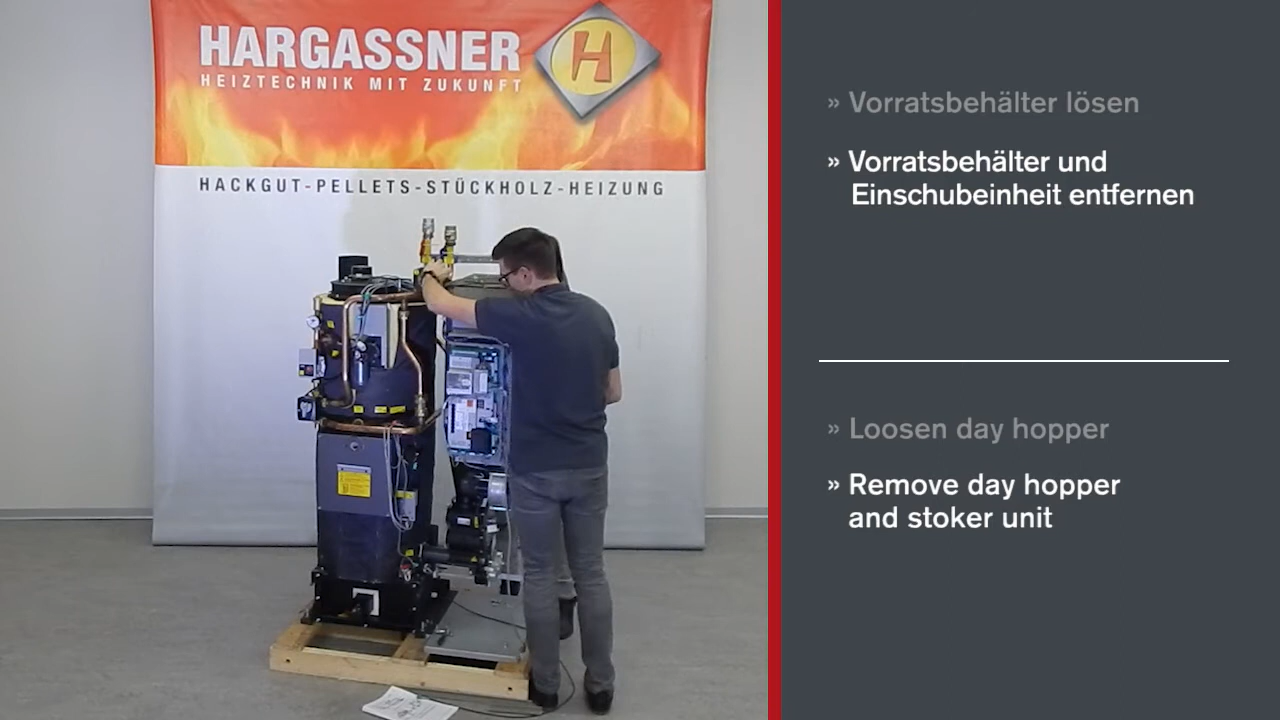 HARGASSNER
HEIZTECHNIK MIT ZUKUNFT
H
HACKGUT-PELLETS-STÜCKHOLZ-HEIZUNG
» Vorratsbehälter lösen
» Vorratsbehälter und
Einschubeinheit entfernen
» Loosen day hopper
» Remove day hopper
and stoker unit